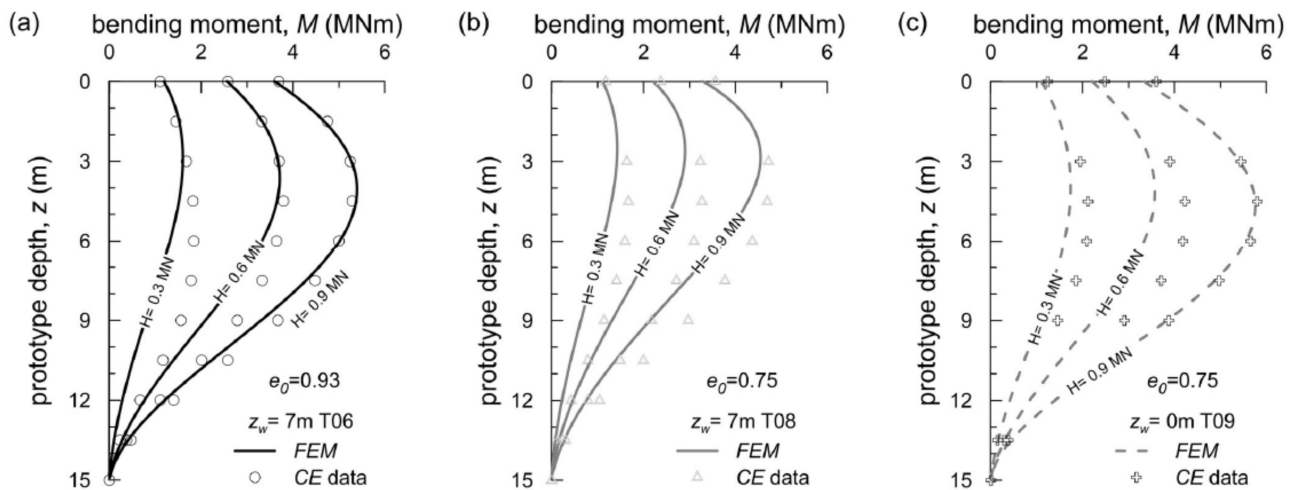 (a)
bending moment, M (MNm)
0 2 4 6
prototype depth, z (m)
0
3
6
9
12
15
H= 0.3 MN
H= 0.6 MN
H= 0.9 MN
e0=0.93
zw= 7m T06
FEM
CE data
(b)
bending moment, M (MNm)
0 2 4 6
prototype depth, z (m)
0
3
6
9
12
15
H= 0.3 MN
H= 0.6 MN
H= 0.9 MN
e0=0.75
zw= 7m T08
FEM
CE data
(c)
bending moment, M (MNm)
0 2 4 6
prototype depth, z (m)
0
3
6
9
12
15
H= 0.3 MN
H= 0.6 MN
H= 0.9 MN
e0=0.75
zw= 0m T09
FEM
CE data